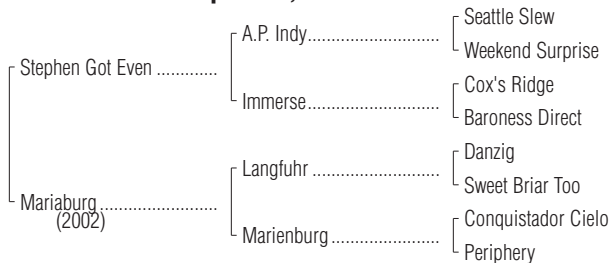 Seattle Slew
A.P. Indy..................................
Weekend Surprise
Stephen Got Even ...............
Cox's Ridge
Immerse...................................
Baroness Direct
Danzig
Langfuhr .................................
Sweet Briar Too
Mariaburg.............................
(2002)
Conquistador Cielo
Marienburg............................
Periphery